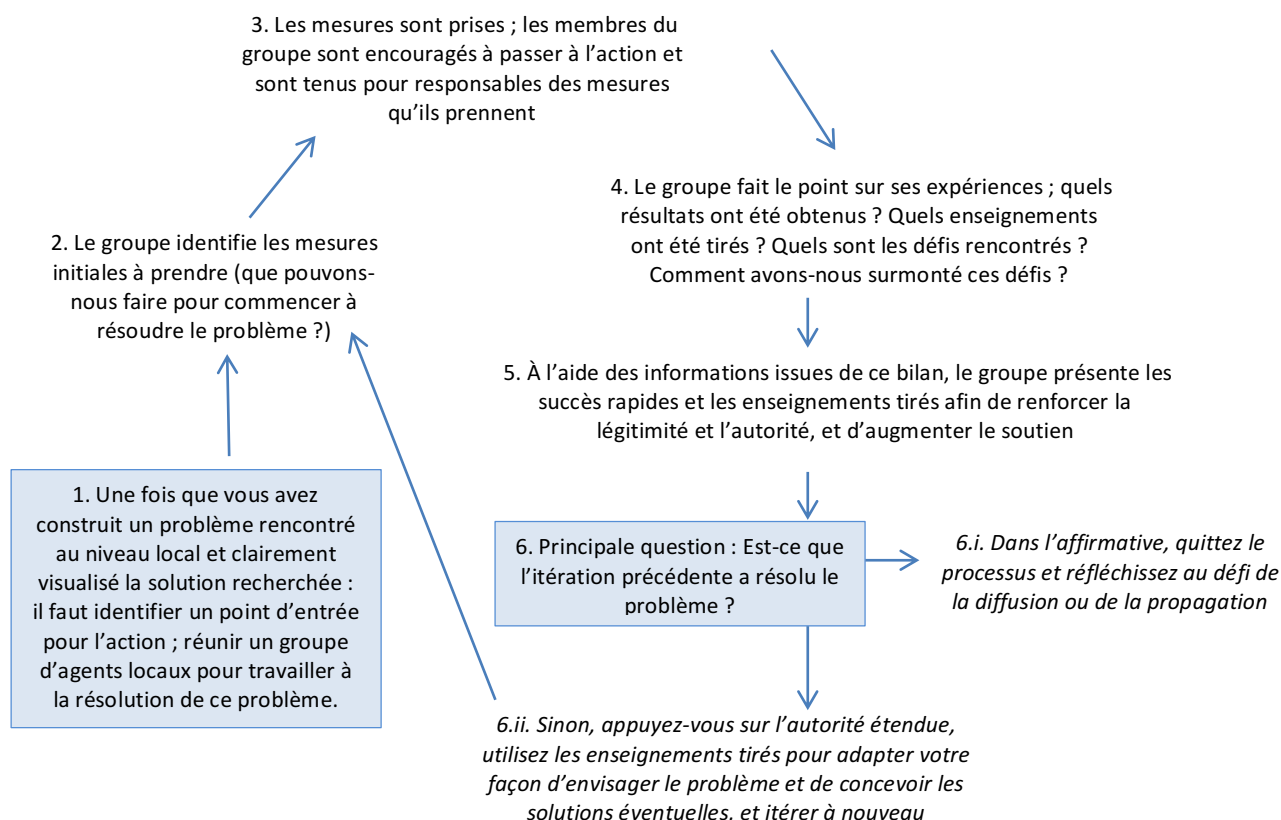 3. Les mesures sont prises ; les membres du
groupe sont encouragés à passer à l’action et
sont tenus pour responsables des mesures
qu’ils prennent
4. Le groupe fait le point sur ses expériences ; quels
résultats ont été obtenus ? Quels enseignements
ont été tirés ? Quels sont les défis rencontrés ?
Comment avons-nous surmonté ces défis ?
2. Le groupe identifie les mesures
initiales à prendre (que pouvons-
nous faire pour commencer à
résoudre le problème ?)
5. À l’aide des informations issues de ce bilan, le groupe présente les
succès rapides et les enseignements tirés afin de renforcer la
légitimité et l’autorité, et d’augmenter le soutien
1. Une fois que vous avez
construit un problème rencontré
au niveau local et clairement
visualisé la solution recherchée :
il faut identifier un point d’entrée
pour l’action ; réunir un groupe
d’agents locaux pour travailler à
la résolution de ce problème.
6. Principale question : Est-ce que
l’itération précédente a résolu le
problème ?
6.i. Dans l’affirmative, quittez le
processus et réfléchissez au défi de
la diffusion ou de la propagation
6.ii. Sinon, appuyez-vous sur l’autorité étendue,
utilisez les enseignements tirés pour adapter votre
façon d’envisager le problème et de concevoir les
solutions éventuelles, et itérer à nouveau